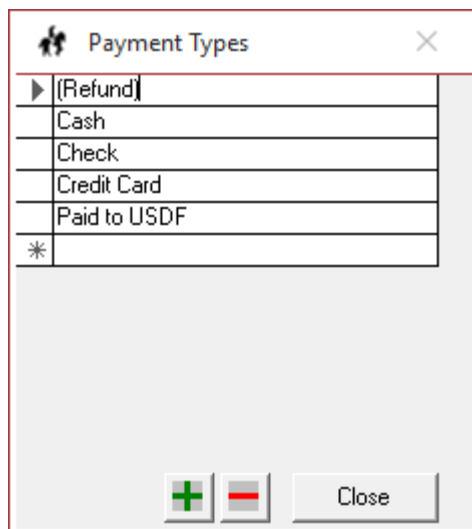 Payment Types
(Refund)
Cash
Check
Credit Card
Paid to USDF
Close